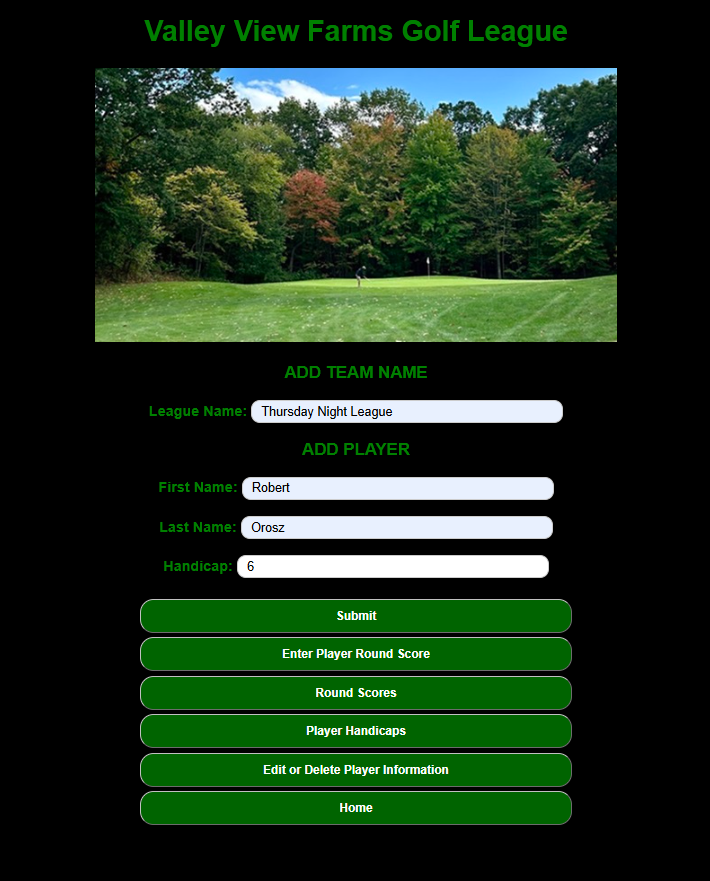 Valley View Farms Golf League
ADD TEAM NAME
League Name: Thursday Night League
ADD PLAYER
First Name: Robert
Last Name: Orosz
Handicap: 6
Submit
Enter Player Round Score
Round Scores
Player Handicaps
Edit or Delete Player Information
Home